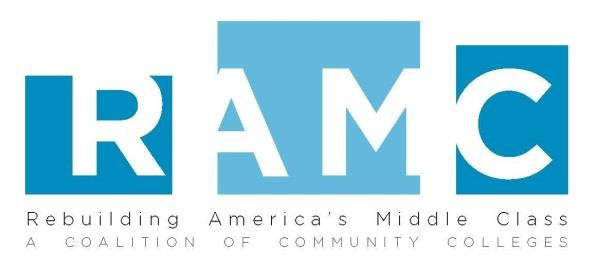 RAMC
Rebuilding America's Middle Class
A COALITION OF COMMUNITY COLLEGES